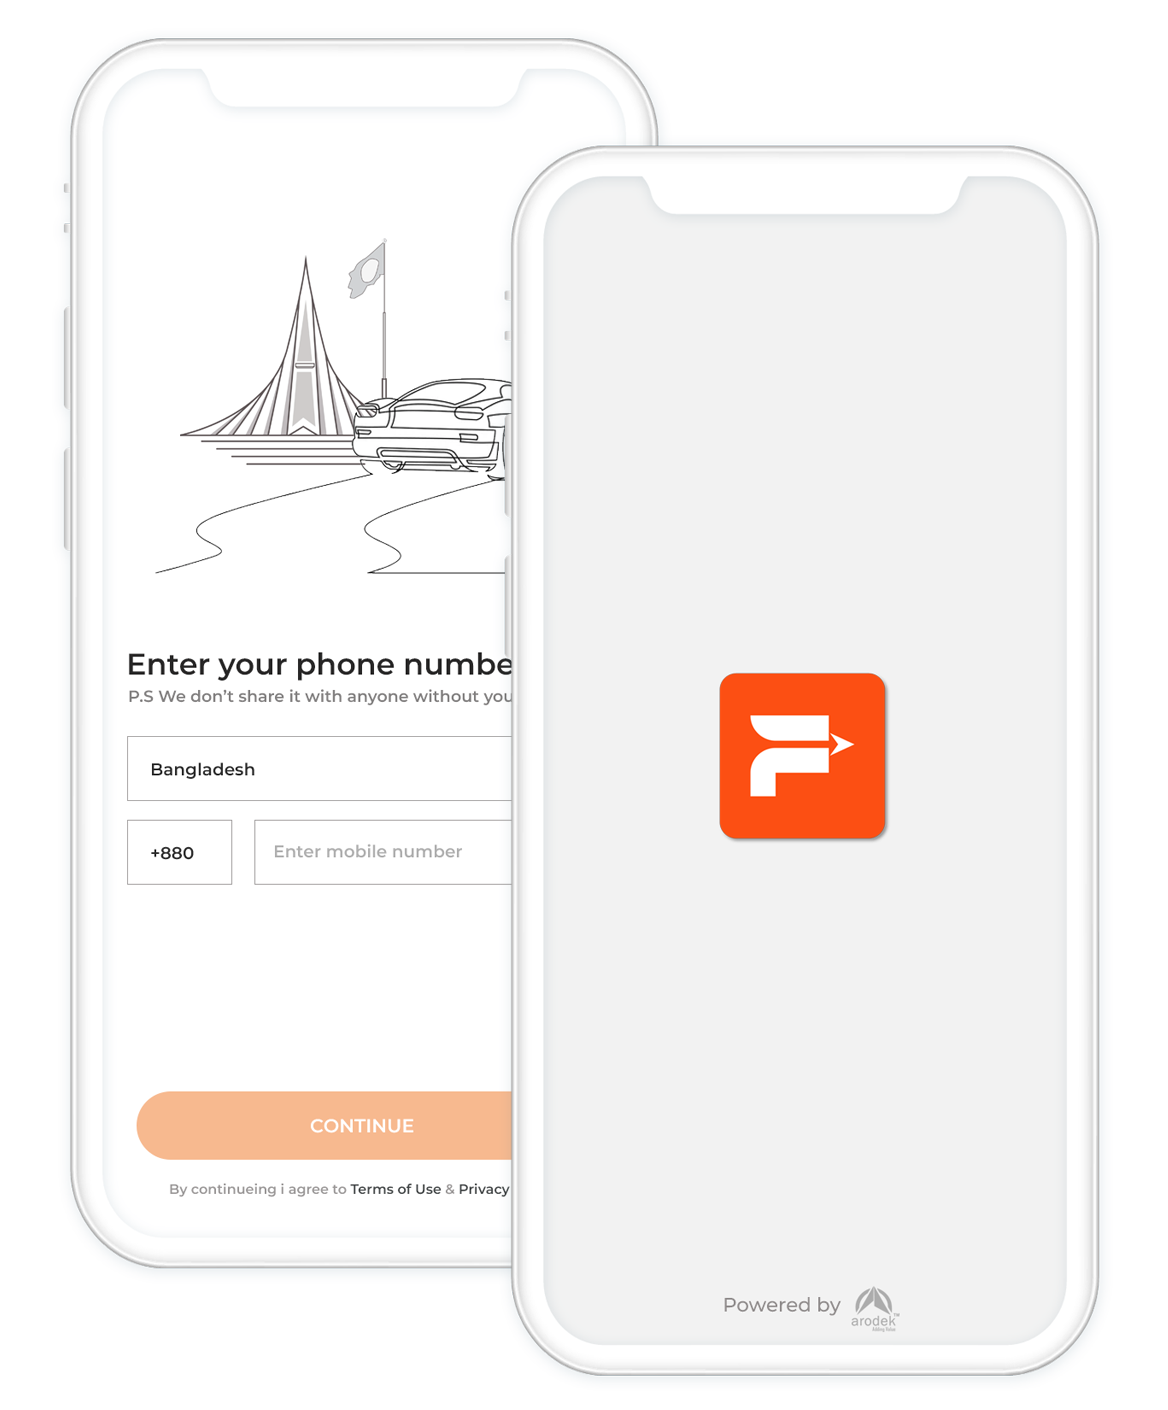 Enter your phone numbe
P.S We don't share it with anyone without you
Bangladesh
+880
Enter mobile number
CONTINUE
By continueing i agree to Terms of Use & Privacy
F
Powered by
arodek™